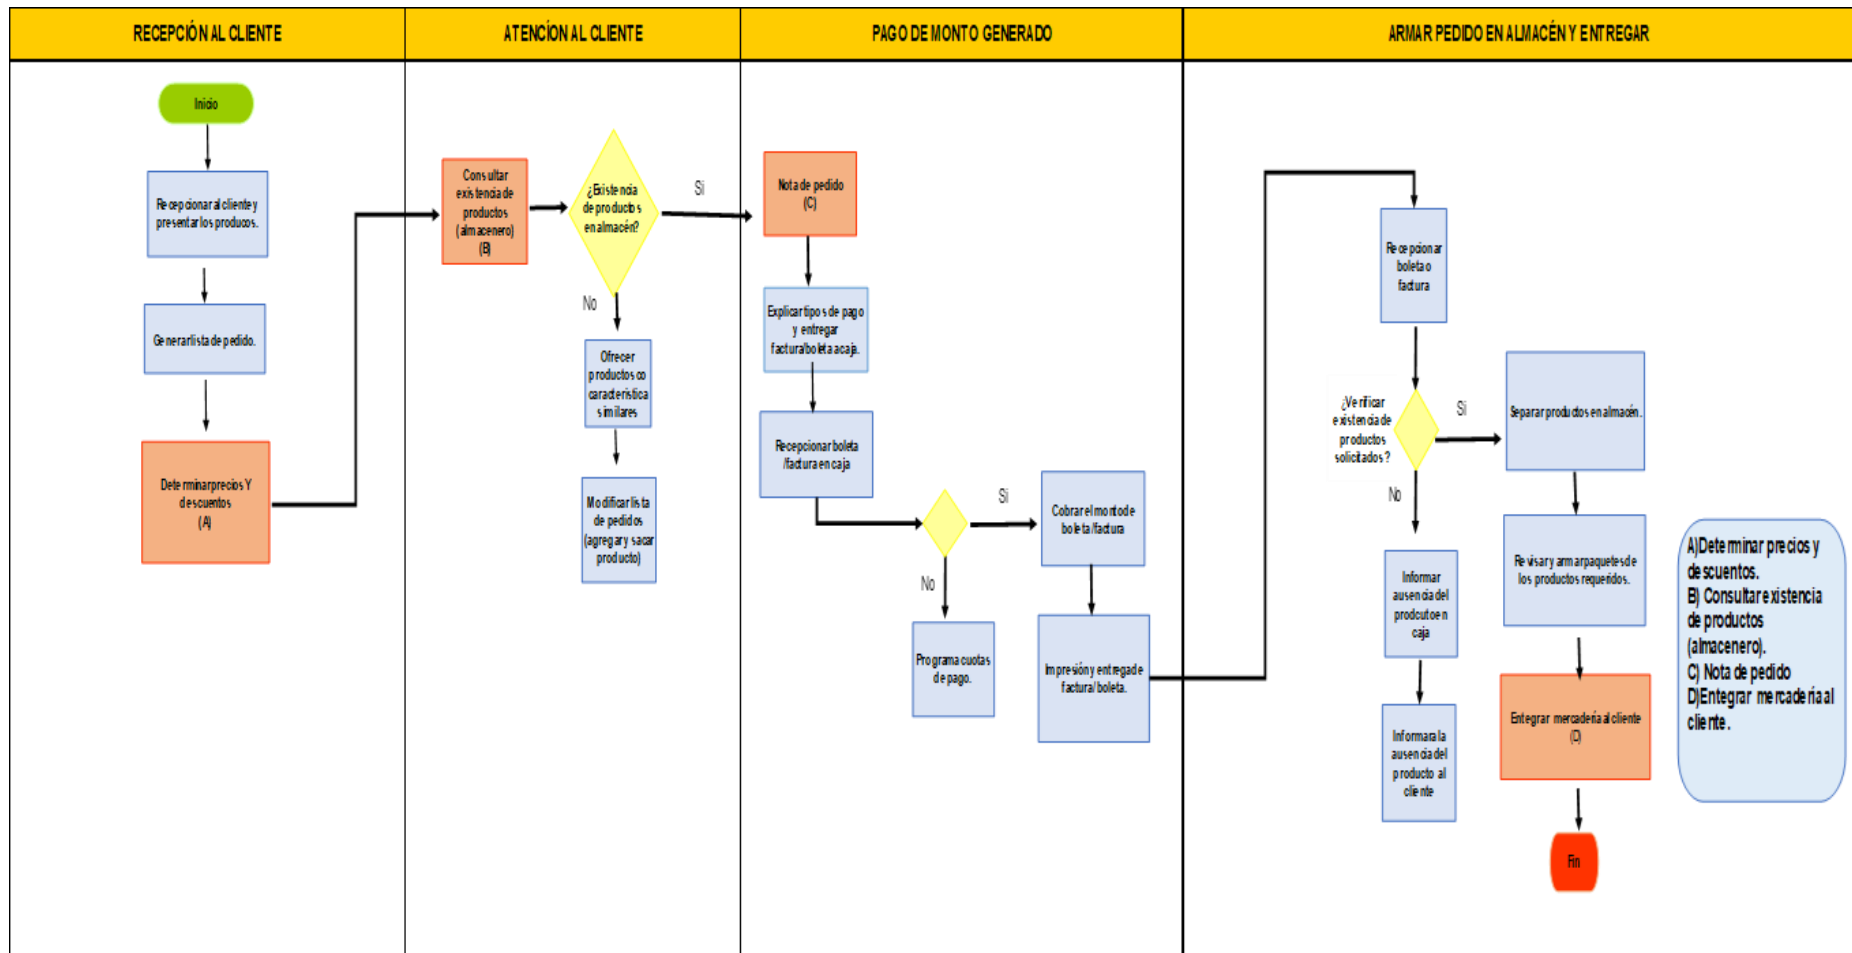 RECEPCIÓN AL CLIENTE
ATENCÍON AL CLIENTE
PAGO DE MONTO GENERADO
ARMAR PEDIDO EN ALMACÉN Y ENTREGAR
Inicio
Recepcionar al cliente y
presentar los producos.
Generar lista de pedido.
Determinar precios Y
descuentos
(A)
Consultar
existencia de
productos
(almacenero)
(B)
¿Existencia
de productos
en almacén?
Si
No
Ofrecer
productos co
característica
similares
Modificar lista
de pedidos
(agregar y sacar
producto)
Nota de pedido
(C)
Explicar tipos de pago
y entregar
factura/boleta a caja.
Recepcionar boleta
/factura en caja
Si
No
Programa cuotas
de pago.
Cobrar el monto de
boleta /factura
Impresión y entrega de
factura/ boleta.
Recepcionar
boleta o
factura
¿Verificar
existencia de
productos
solicitados?
Si
No
Informar
ausencia del
prodcuto en
caja
Informar a la
ausencia del
producto al
cliente
Separar productos en almacén.
Revisar y armar paquetes de
los productos requeridos.
Entegrar mercadería al cliente
(D)
Fin
A)Determinar precios y
descuentos.
B) Consultar existencia
de productos
(almacenero).
C) Nota de pedido
D)Entegrar mercadería al
cliente.